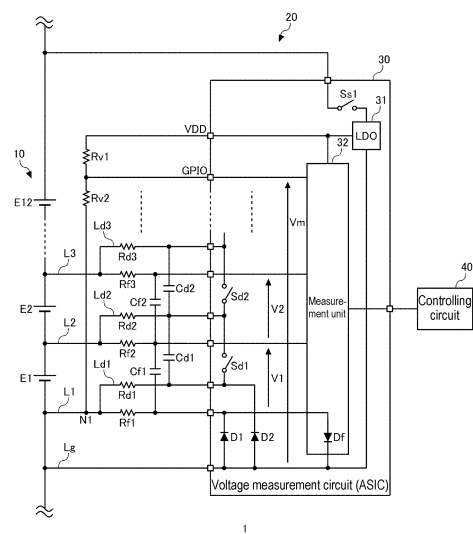 20
30
Ss1
31
LDO
VDD
32
10
Rv1
GPIO
E12
Rv2
Vm
Ld3
Rd3
L3
Rf3
Cd2
40
Ld2
Cf2
Sd2
V2
Measure-
ment unit
Controlling
circuit
E2
L2
Rd2
Rf2
Ld1
Cd1
Sd1
V1
Cf1
E1
L1
Rd1
N1
Rf1
D1
D2
Df
Lg
Voltage measurement circuit (ASIC)
1